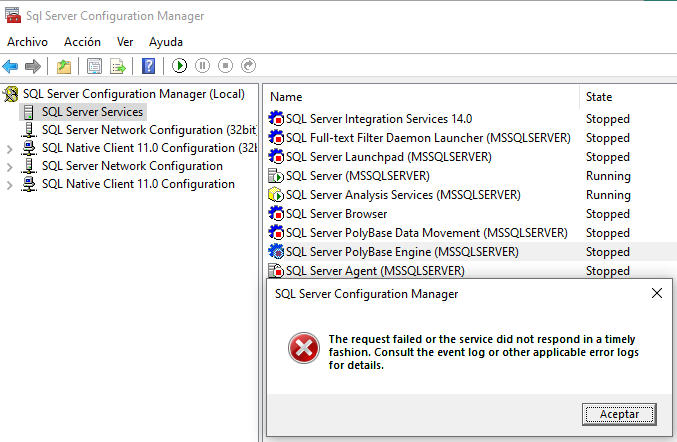 Sql Server Configuration Manager
Archivo Acción Ver Ayuda
SQL Server Configuration Manager (Local)
SQL Server Services
SQL Server Network Configuration (32bit
SQL Native Client 11.0 Configuration (32l
SQL Server Network Configuration
SQL Native Client 11.0 Configuration
Name State
SQL Server Integration Services 14.0 Stopped
SQL Full-text Filter Daemon Launcher (MSSQLSERVER) Stopped
SQL Server Launchpad (MSSQLSERVER) Stopped
SQL Server (MSSQLSERVER) Running
SQL Server Analysis Services (MSSQLSERVER) Running
SQL Server Browser Stopped
SQL Server PolyBase Data Movement (MSSQLSERVER) Stopped
SQL Server PolyBase Engine (MSSQLSERVER) Stopped
SQL Server Agent (MSSQLSERVER) Stopped
SQL Server Configuration Manager
The request failed or the service did not respond in a timely
fashion. Consult the event log or other applicable error logs
for details.
Aceptar